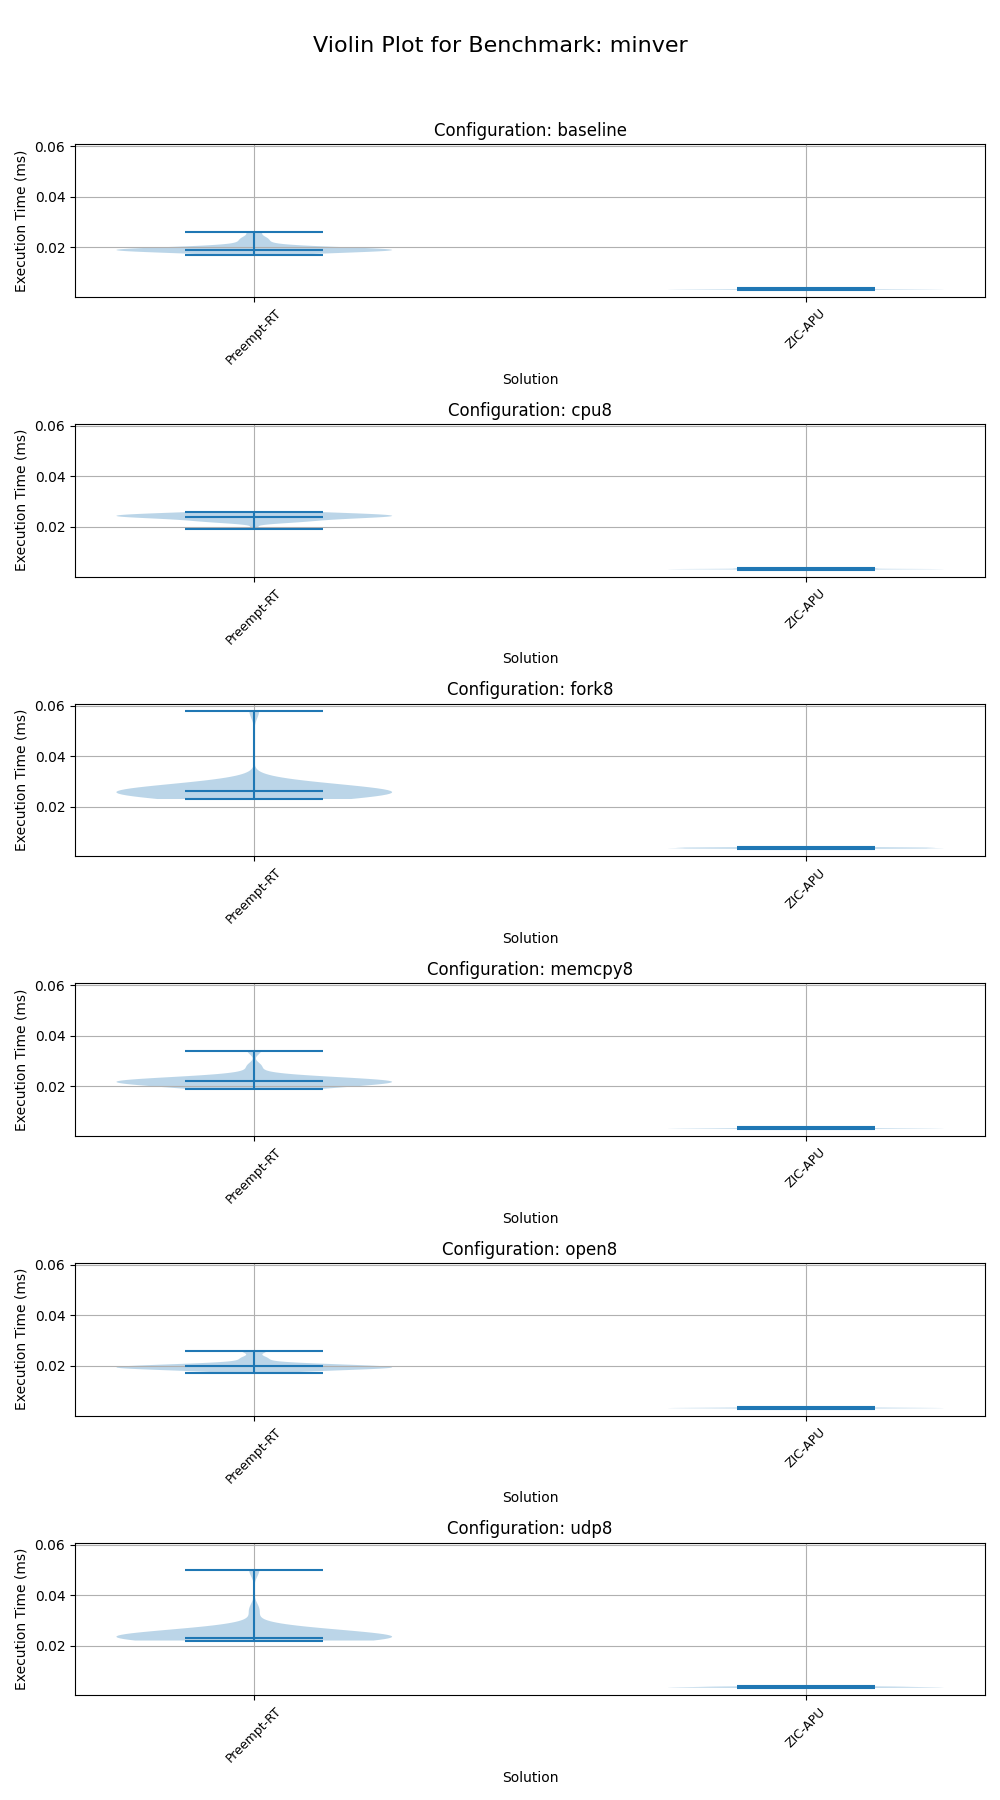 Violin Plot for Benchmark: minver
Configuration: baseline
Execution Time (ms)
0.06
0.04
0.02
Preempt-RT
ZIC-APU
Solution
Configuration: cpu8
Execution Time (ms)
0.06
0.04
0.02
Preempt-RT
ZIC-APU
Solution
Configuration: fork8
Execution Time (ms)
0.06
0.04
0.02
Preempt-RT
ZIC-APU
Solution
Configuration: memcpy8
Execution Time (ms)
0.06
0.04
0.02
Preempt-RT
ZIC-APU
Solution
Configuration: open8
Execution Time (ms)
0.06
0.04
0.02
Preempt-RT
ZIC-APU
Solution
Configuration: udp8
Execution Time (ms)
0.06
0.04
0.02
Preempt-RT
ZIC-APU
Solution